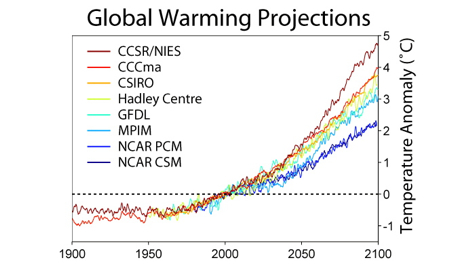 Global Warming Projections
CCSR/NIES
CCCma
CSIRO
Hadley Centre
GFDL
MPIM
NCAR PCM
NCAR CSM
5
4
3
2
1
0
-1
Temperature Anomaly (°C)
1900 1950 2000 2050 2100